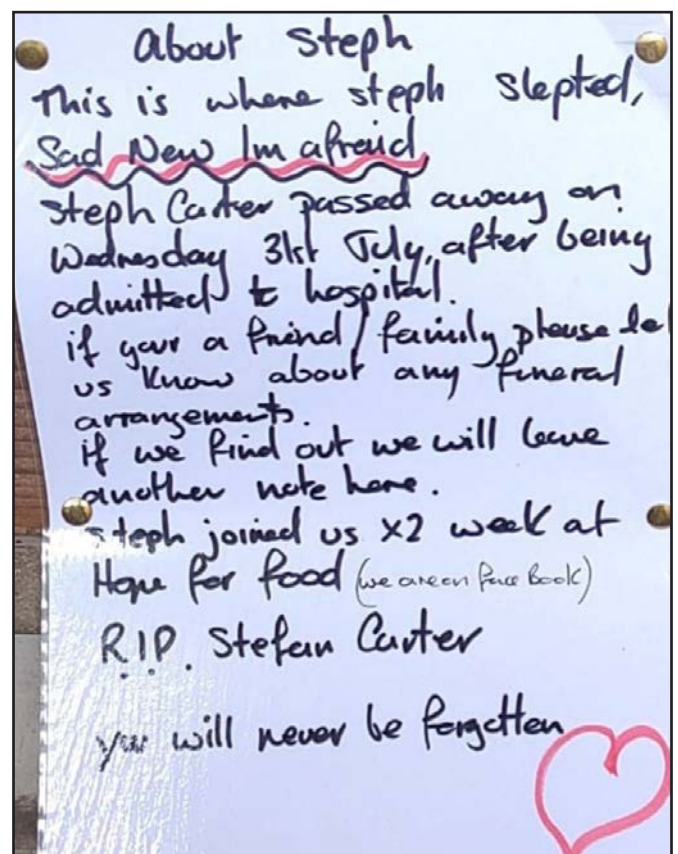 about Steph
This is where steph slepted,
Sad New Im afraid
Steph Carter passed away on
Wednesday 31st July, after being
admitted to hospital.
if your a friend / family please let
us know about any funeral
arrangements.
if we find out we will leave
another note here.
Steph joined us X2 week at
Hope for food (we are on face Book)
R.I.P. Stefan Carter
you will never be forgotten